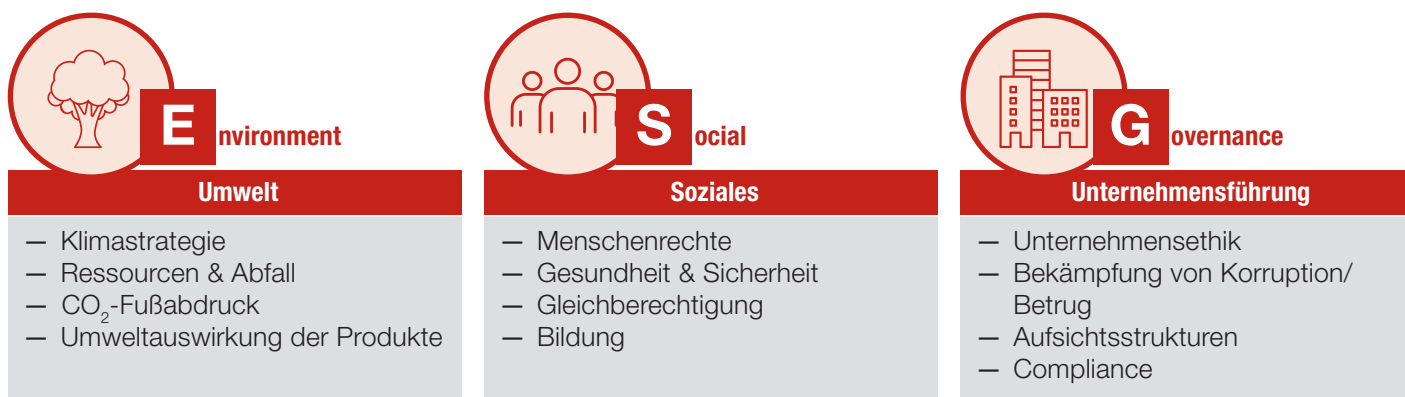 Environment
Umwelt
— Klimastrategie
— Ressourcen & Abfall
— CO₂-Fußabdruck
— Umweltauswirkung der Produkte
Social
Soziales
— Menschenrechte
— Gesundheit & Sicherheit
— Gleichberechtigung
— Bildung
Governance
Unternehmensführung
— Unternehmensethik
— Bekämpfung von Korruption/
Betrug
— Aufsichtsstrukturen
— Compliance